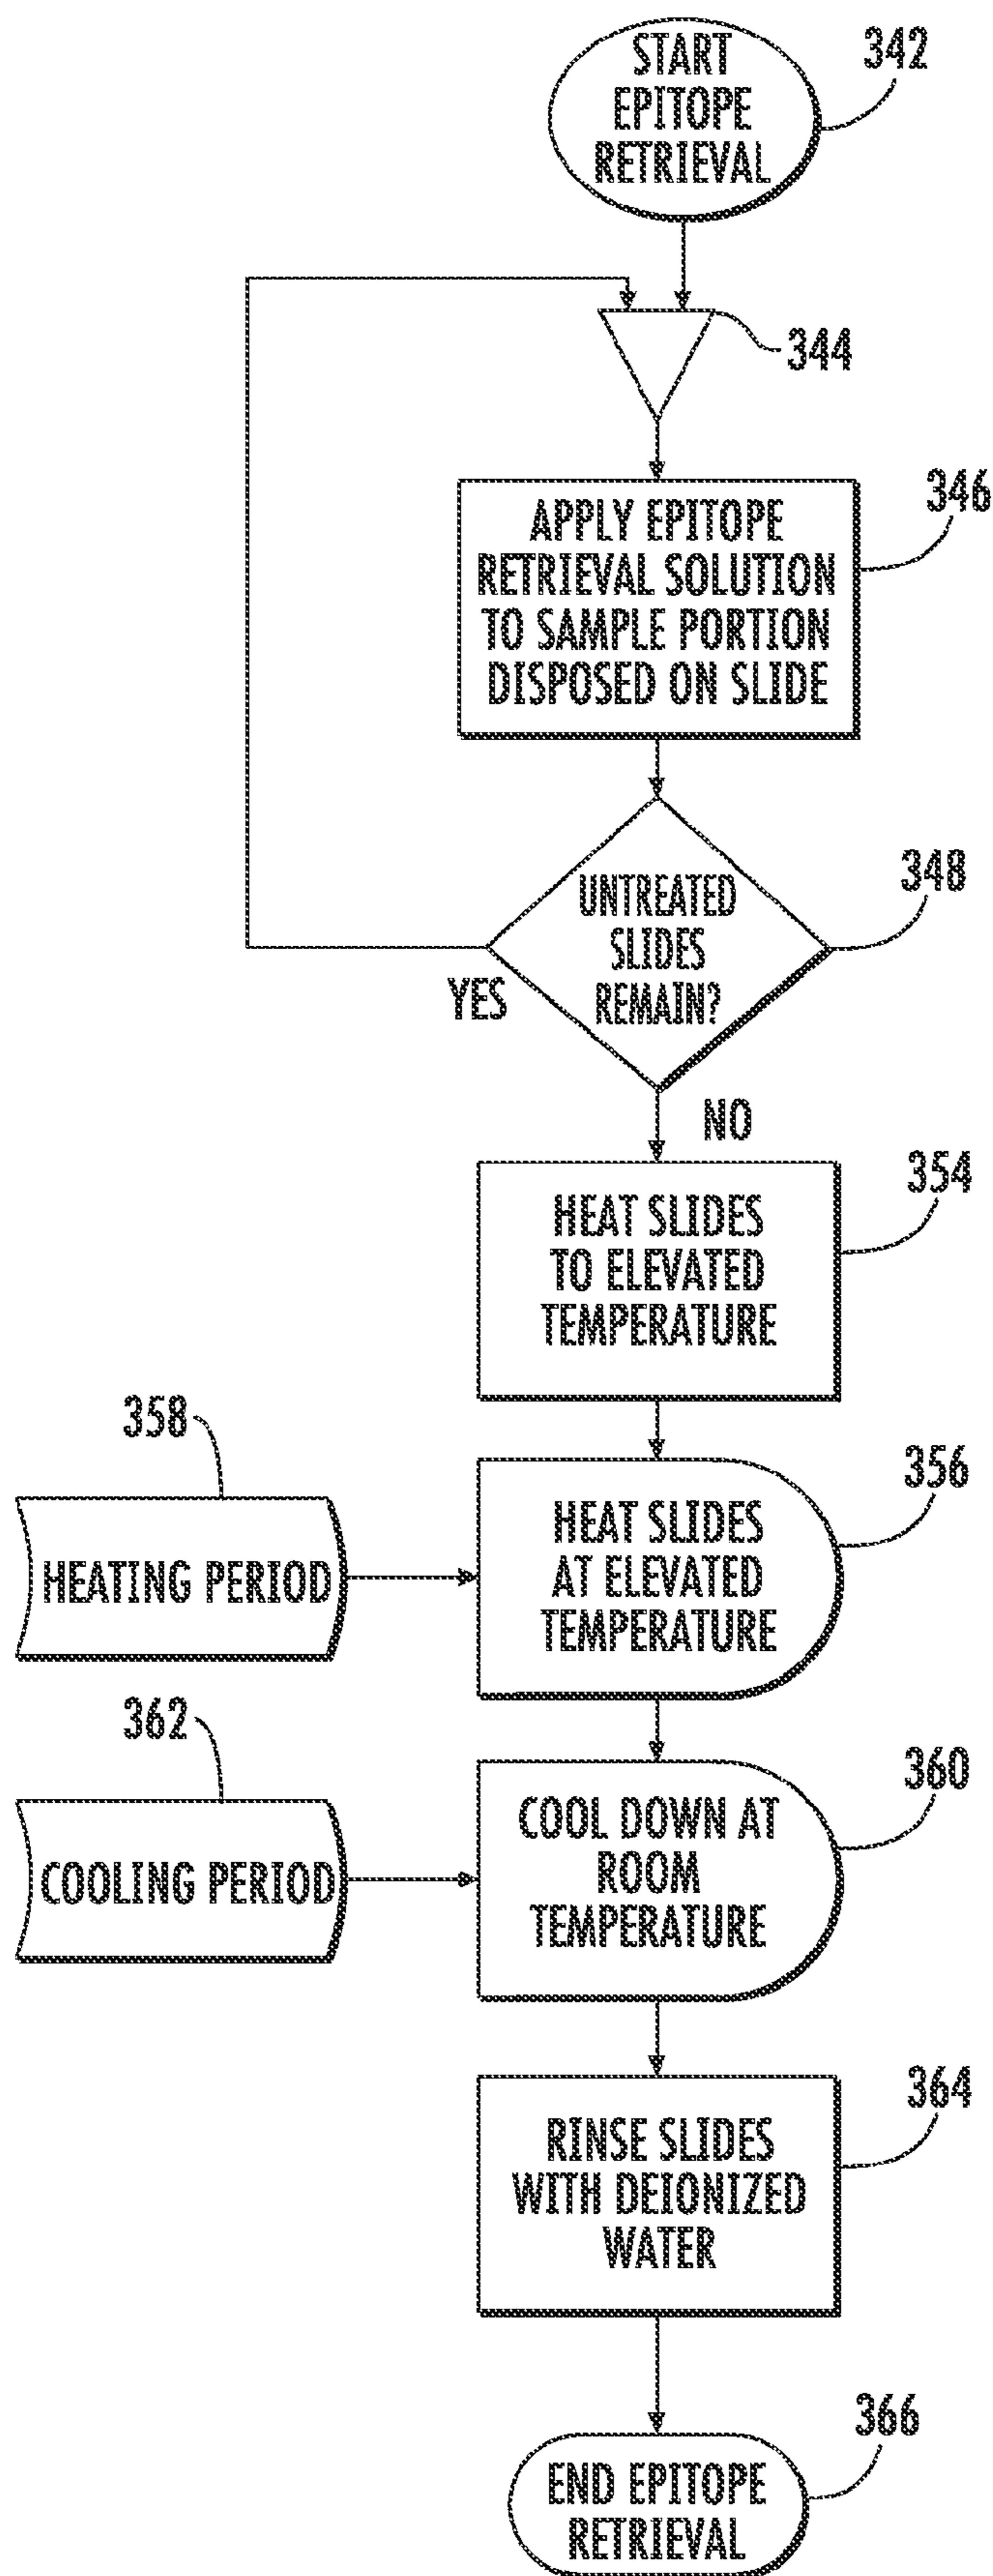 START
EPITOPE
RETRIEVAL
342
344
APPLY EPITOPE
RETRIEVAL SOLUTION
TO SAMPLE PORTION
DISPOSED ON SLIDE
346
UNTREATED
SLIDES
REMAIN?
348
YES
NO
HEAT SLIDES
TO ELEVATED
TEMPERATURE
354
358
HEATING PERIOD
HEAT SLIDES
AT ELEVATED
TEMPERATURE
356
362
COOLING PERIOD
COOL DOWN AT
ROOM
TEMPERATURE
360
RINSE SLIDES
WITH DEIONIZED
WATER
364
END EPITOPE
RETRIEVAL
366